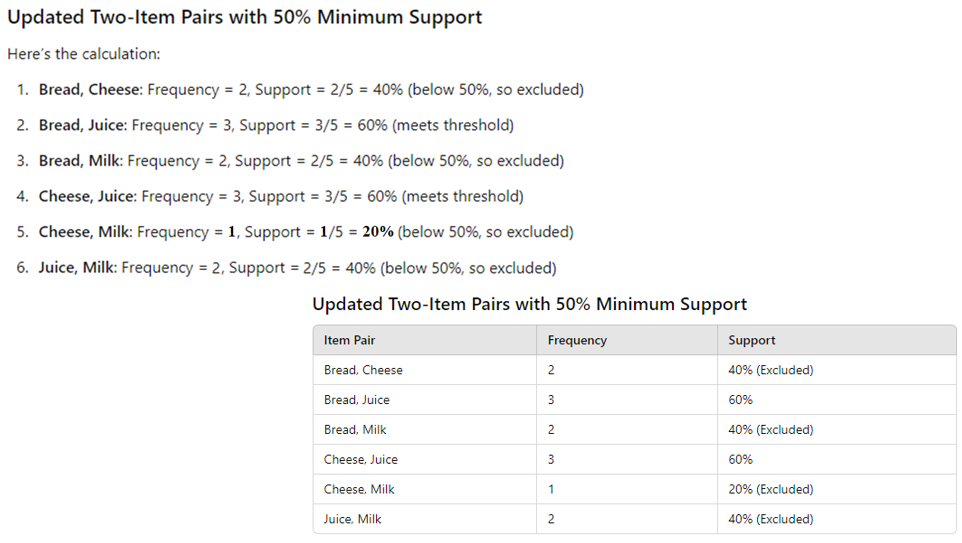 Updated Two-Item Pairs with 50% Minimum Support
Here's the calculation:
1. Bread, Cheese: Frequency = 2, Support = 2/5 = 40% (below 50%, so excluded)
2. Bread, Juice: Frequency = 3, Support = 3/5 = 60% (meets threshold)
3. Bread, Milk: Frequency = 2, Support = 2/5 = 40% (below 50%, so excluded)
4. Cheese, Juice: Frequency = 3, Support = 3/5 = 60% (meets threshold)
5. Cheese, Milk: Frequency = 1, Support = 1/5 = 20% (below 50%, so excluded)
6. Juice, Milk: Frequency = 2, Support = 2/5 = 40% (below 50%, so excluded)
Updated Two-Item Pairs with 50% Minimum Support
Item Pair Frequency Support
Bread, Cheese 2 40% (Excluded)
Bread, Juice 3 60%
Bread, Milk 2 40% (Excluded)
Cheese, Juice 3 60%
Cheese, Milk 1 20% (Excluded)
Juice, Milk 2 40% (Excluded)